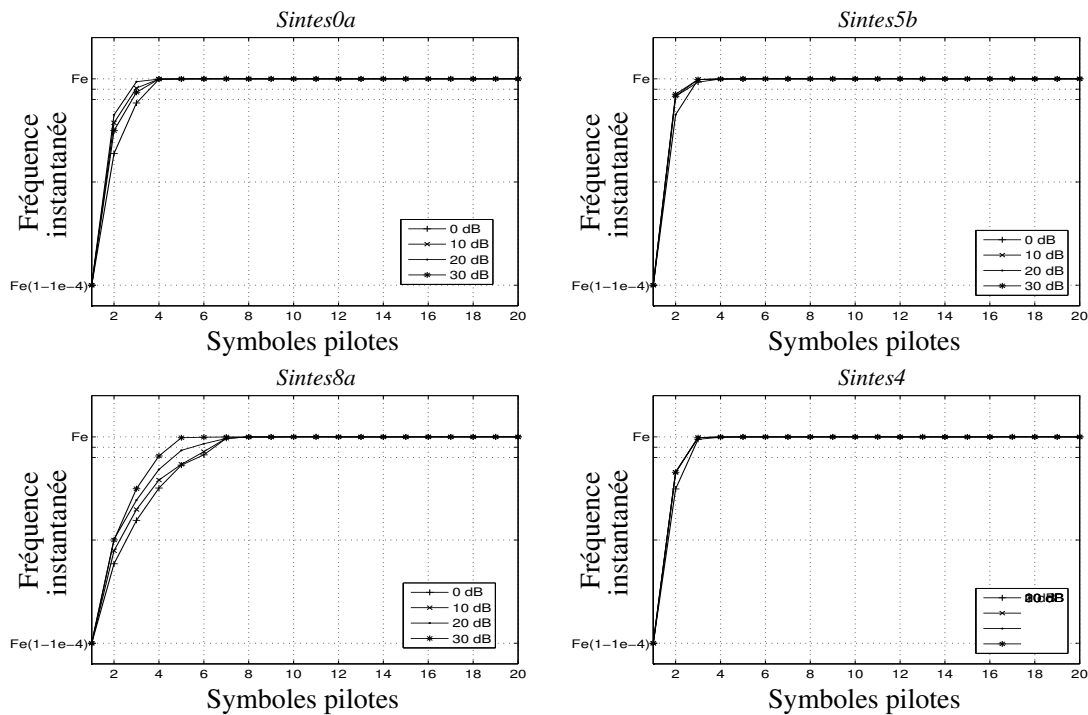 Sintes0a
Fe
Fe(1−1e−4)
Fréquence
instantanée
0 dB
10 dB
20 dB
30 dB
2 4 6 8 10 12 14 16 18 20
Symboles pilotes
Sintes5b
Fe
Fe(1−1e−4)
Fréquence
instantanée
0 dB
10 dB
20 dB
30 dB
2 4 6 8 10 12 14 16 18 20
Symboles pilotes
Sintes8a
Fe
Fe(1−1e−4)
Fréquence
instantanée
0 dB
10 dB
20 dB
30 dB
2 4 6 8 10 12 14 16 18 20
Symboles pilotes
Sintes4
Fe
Fe(1−1e−4)
Fréquence
instantanée
2 4 6 8 10 12 14 16 18 20
Symboles pilotes